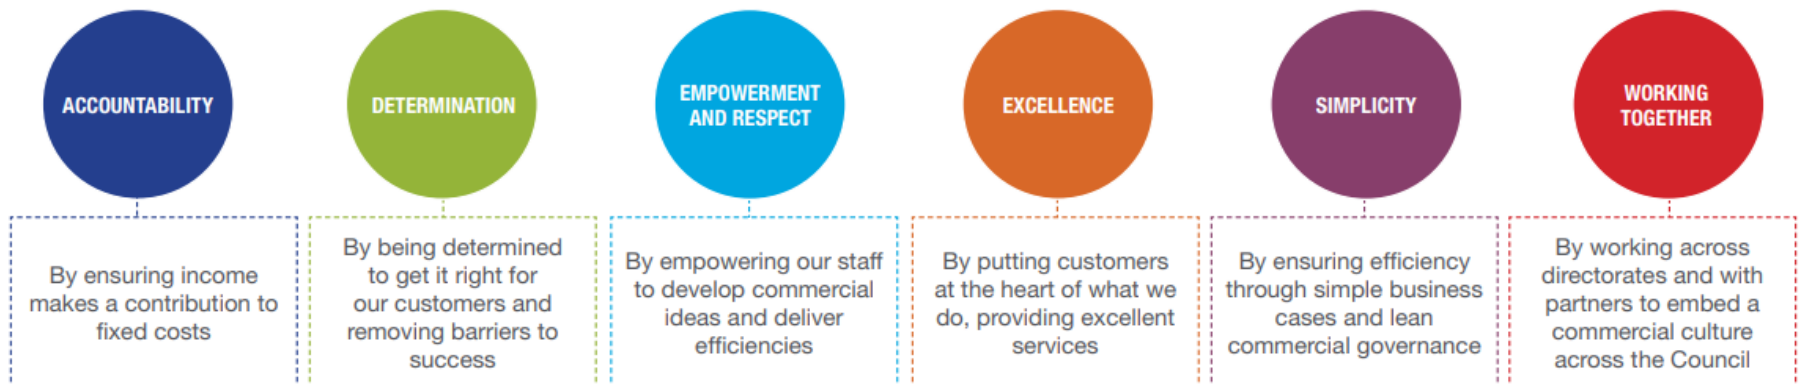 ACCOUNTABILITY
By ensuring income
makes a contribution to
fixed costs
DETERMINATION
By being determined
to get it right for
our customers and
removing barriers to
success
EMPOWERMENT
AND RESPECT
By empowering our staff
to develop commercial
ideas and deliver
efficiencies
EXCELLENCE
By putting customers
at the heart of what we
do, providing excellent
services
SIMPLICITY
By ensuring efficiency
through simple business
cases and lean
commercial governance
WORKING
TOGETHER
By working across
directorates and with
partners to embed a
commercial culture
across the Council